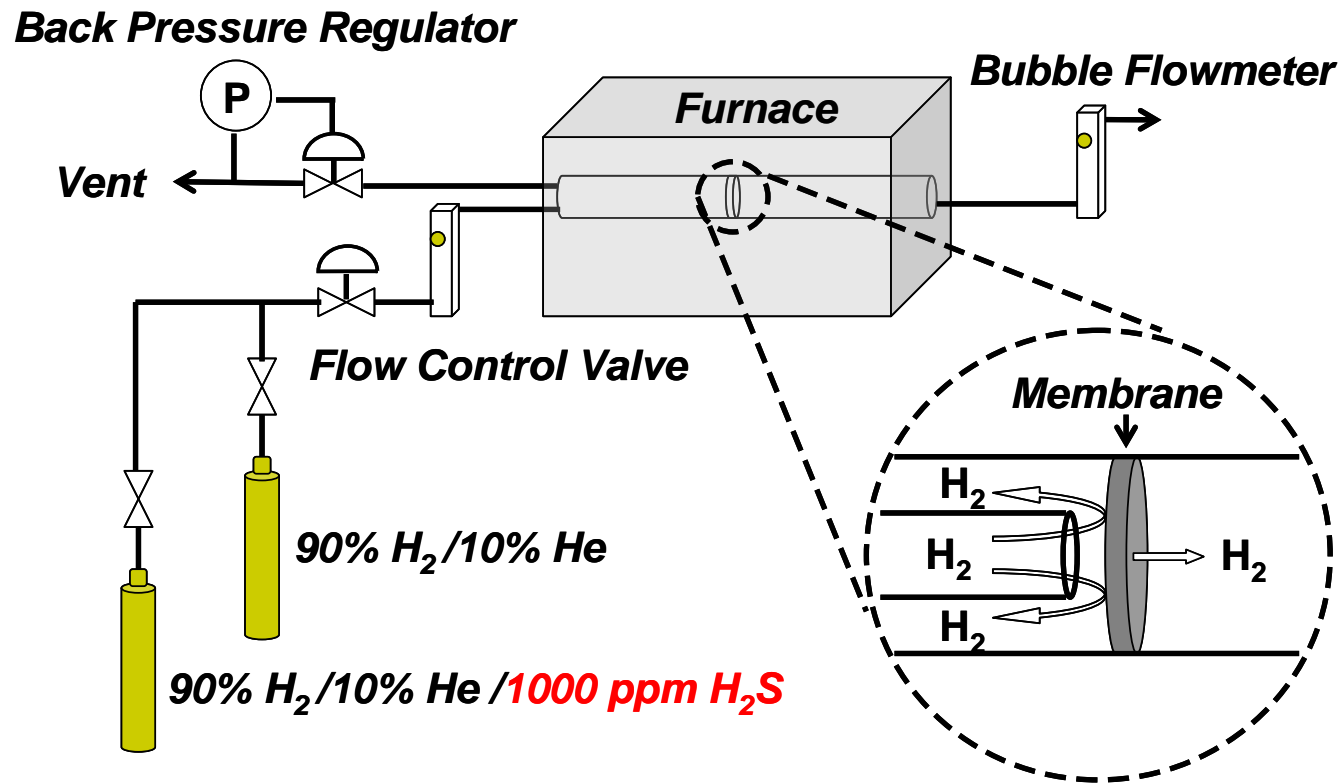 Back Pressure Regulator
P
Furnace
Bubble Flowmeter
Vent
Flow Control Valve
Membrane
H₂
H₂
H₂
H₂
90% H₂/10% He
90% H₂/10% He/1000 ppm H₂S